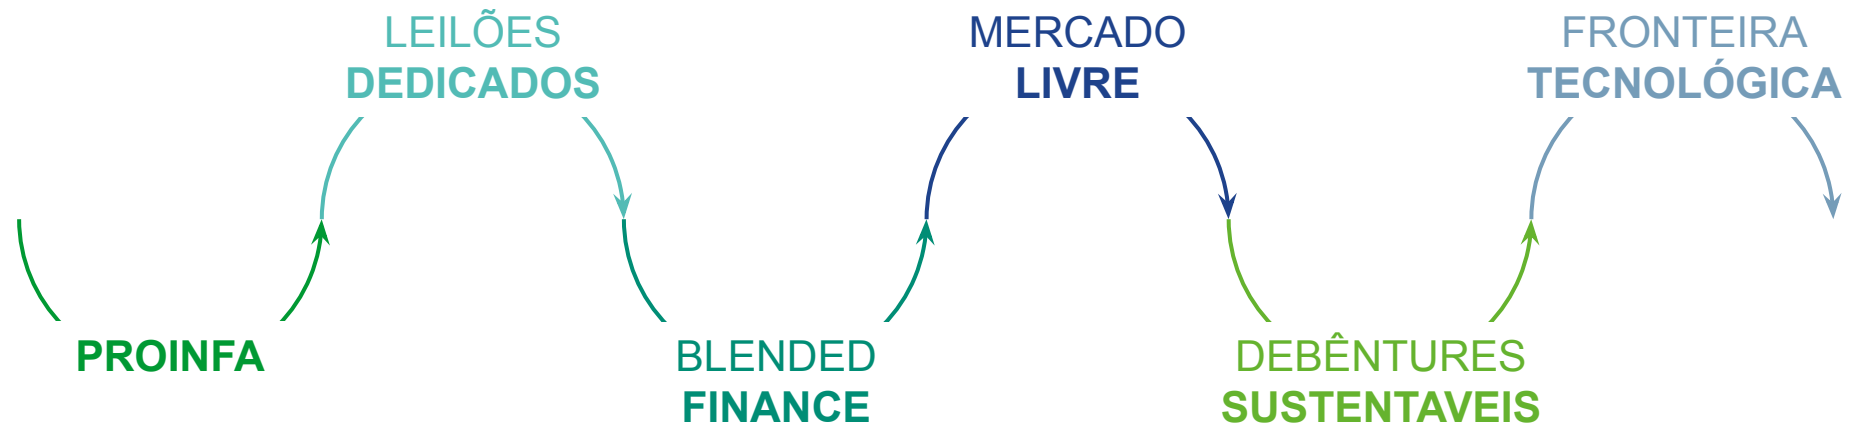 PROINFA
LEILÕES
DEDICADOS
BLENDED
FINANCE
MERCADO
LIVRE
DEBÊNTURES
SUSTENTAVEIS
FRONTEIRA
TECNOLÓGICA